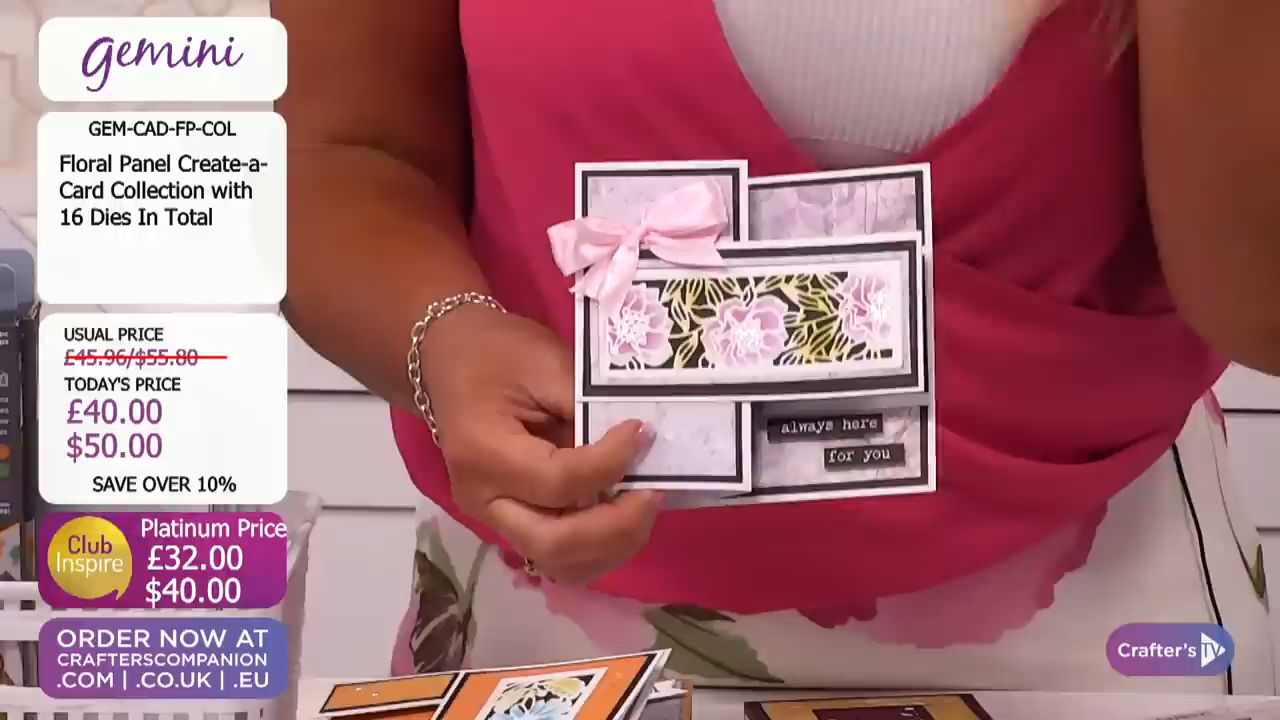 gemini
GEM-CAD-FP-COL
Floral Panel Create-a-
Card Collection with
16 Dies In Total
USUAL PRICE
£45.96/$55.80
TODAY'S PRICE
£40.00
$50.00
SAVE OVER 10%
Club
Inspire
Platinum Price
£32.00
$40.00
ORDER NOW AT
CRAFTERSCOMPANION
.COM | .CO.UK | .EU
always here
for you
Crafter's TV